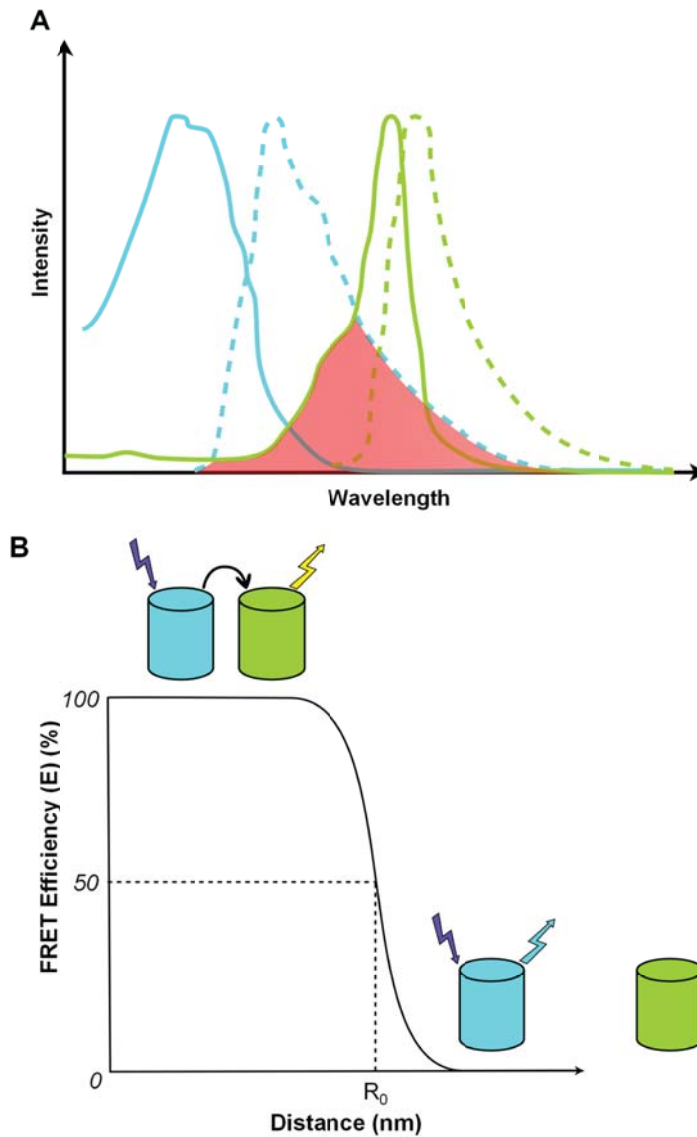 A
Intensity
Wavelength
B
100
FRET Efficiency (E) (%)
50
0
R₀
Distance (nm)